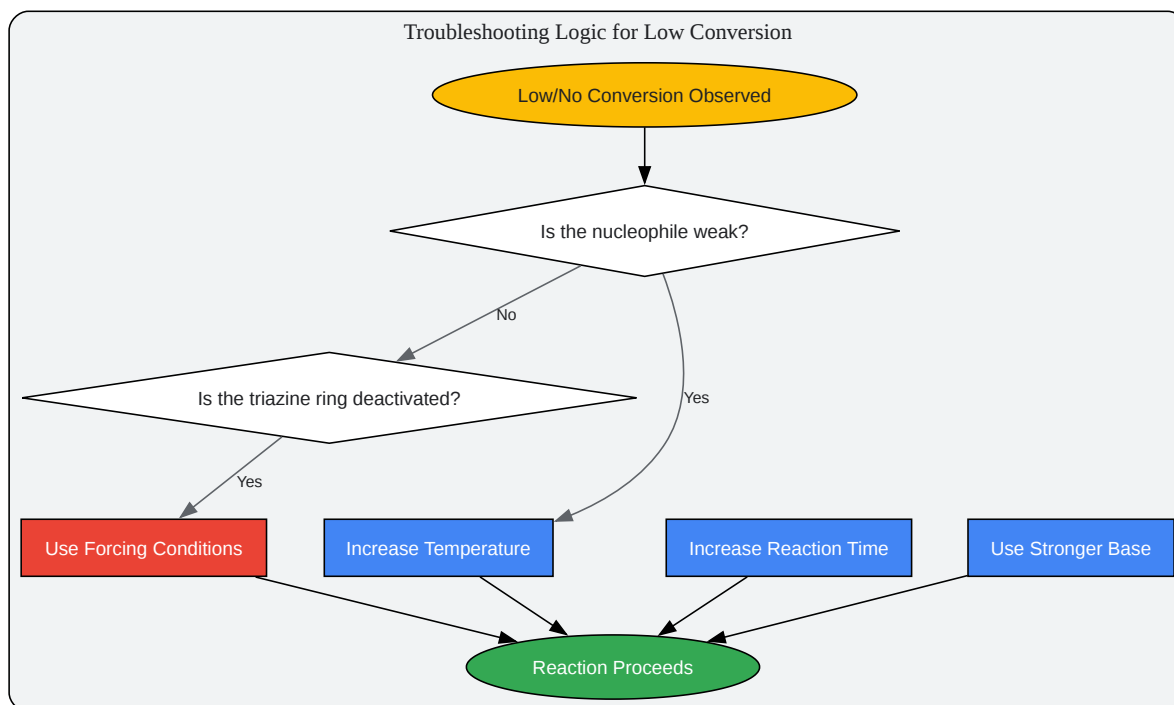 Troubleshooting Logic for Low Conversion
Low/No Conversion Observed
Is the nucleophile weak?
No
Is the triazine ring deactivated?
Yes
Yes
Use Forcing Conditions
Increase Temperature
Increase Reaction Time
Use Stronger Base
Reaction Proceeds